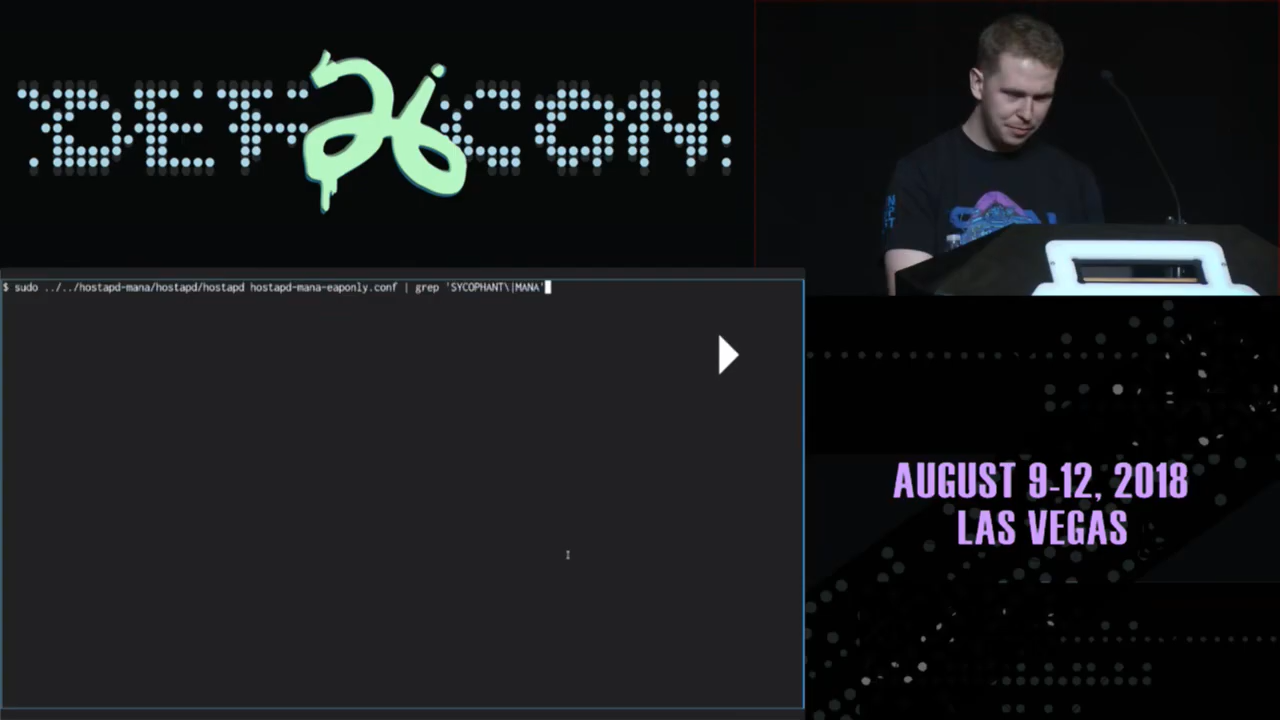 DEF CON
26
$ sudo ../../hostapd-mana/hostapd/hostapd hostapd-mana-eaponly.conf | grep 'SYCOPHANT\|MANA'
AUGUST 9-12, 2018
LAS VEGAS